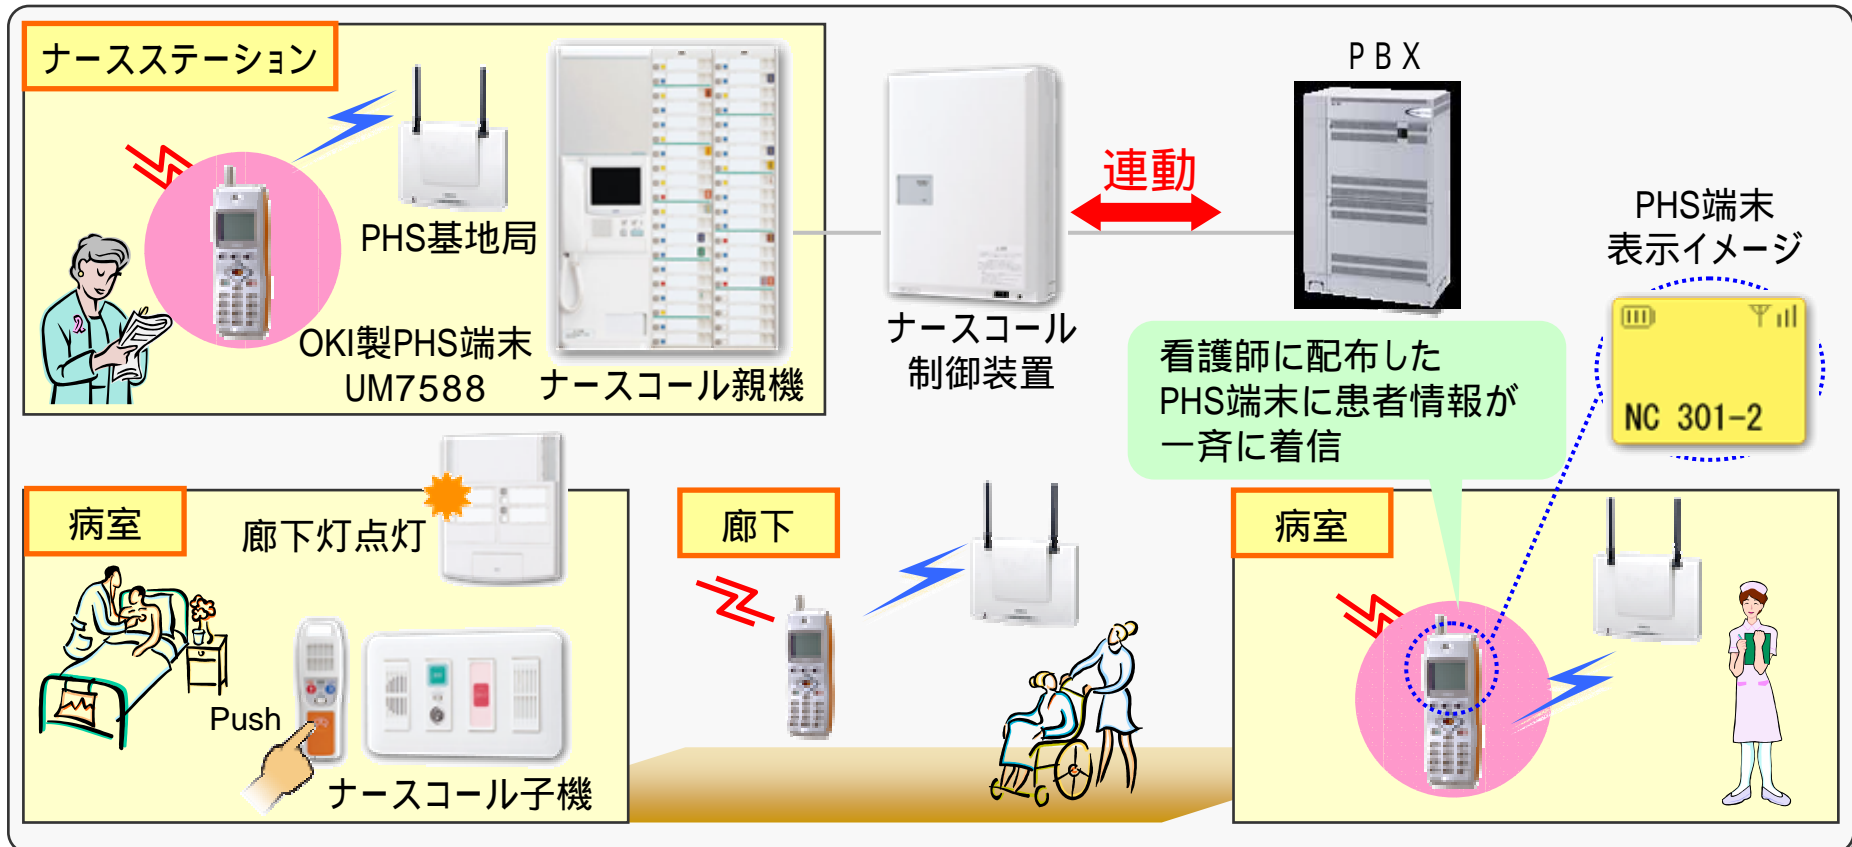 ナースステーション
PHS基地局
OKI製PHS端末
UM7588
ナースコール親機
ナースコール
制御装置
連動
PBX
PHS端末
表示イメージ
NC 301-2
看護師に配布した
PHS端末に患者情報が
一斉に着信
病室
廊下灯点灯
Push
ナースコール子機
廊下
病室